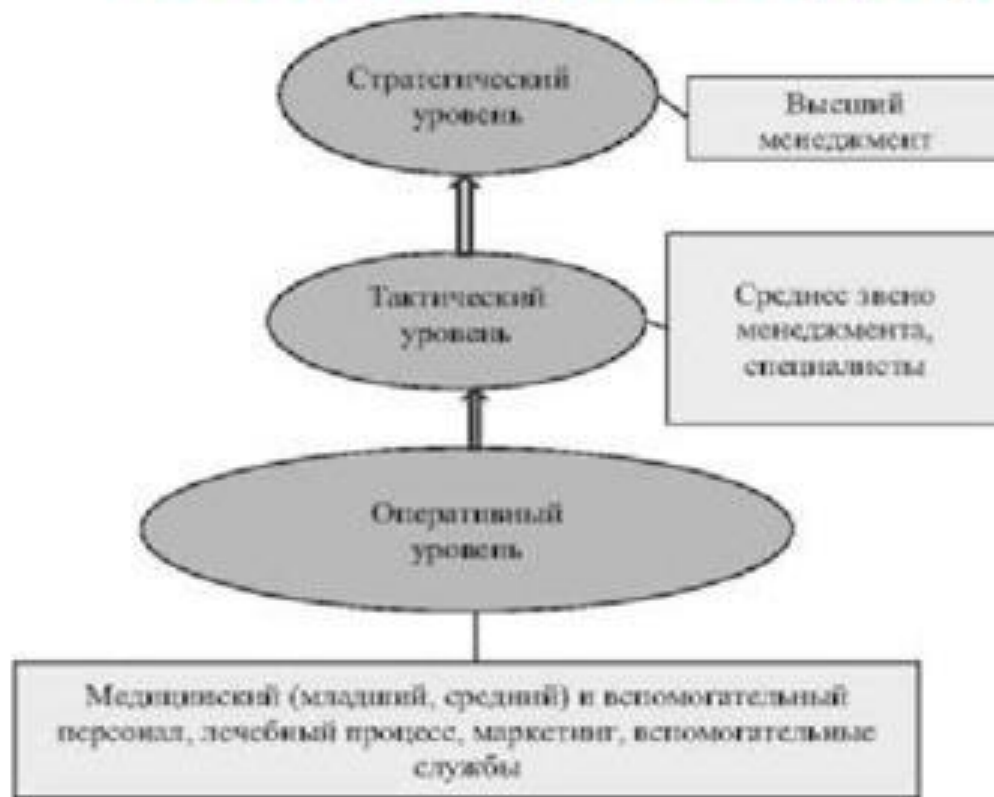 Стратегический
уровень
Высший
менеджмент
Тактический
уровень
Среднее звено
менеджмента,
специалисты
Оперативный
уровень
Медицинский (младший, средний) и вспомогательный
персонал, лечебный процесс, маркетинг, вспомогательные
службы